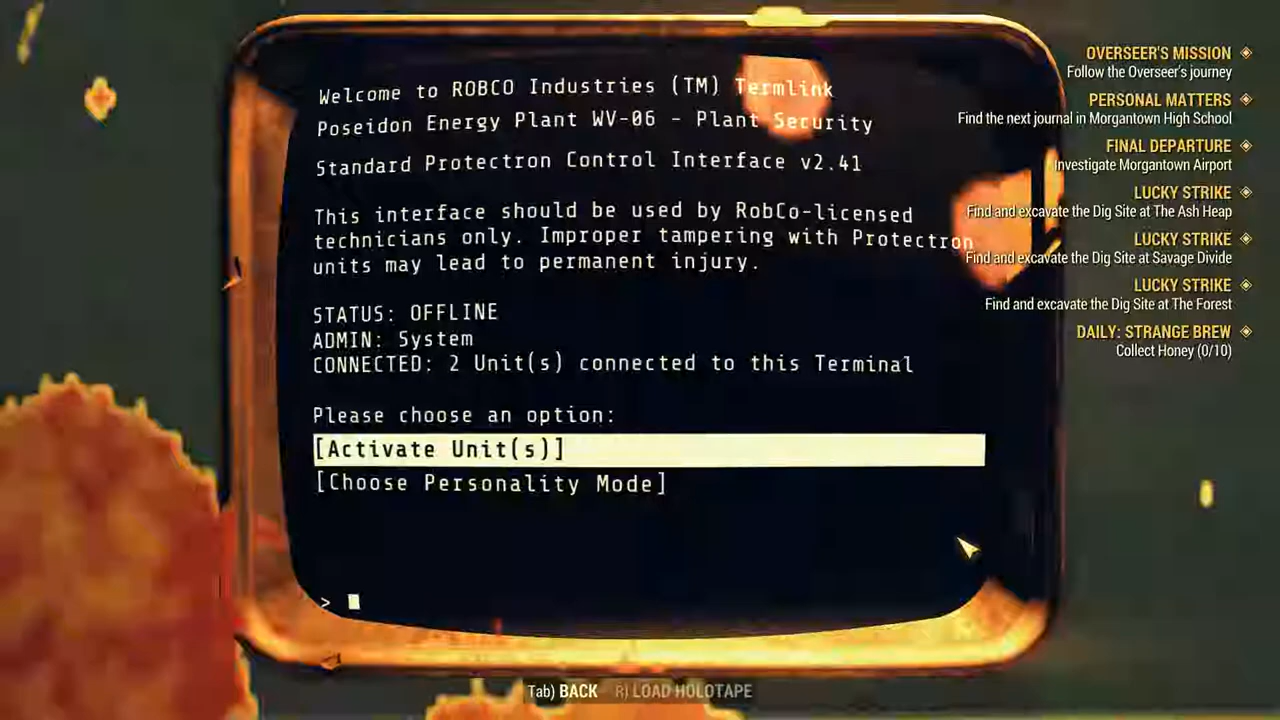 Welcome to ROBCO Industries (TM) Termlink
Poseidon Energy Plant WV-06 - Plant Security
Standard Protectron Control Interface v2.41
This interface should be used by RobCo-licensed
technicians only. Improper tampering with Protectron
units may lead to permanent injury.
STATUS: OFFLINE
ADMIN: System
CONNECTED: 2 Unit(s) connected to this Terminal
Please choose an option:
[Activate Unit(s)]
[Choose Personality Mode]
>
OVERSEER'S MISSION
Follow the Overseer's journey
PERSONAL MATTERS
Find the next journal in Morgantown High School
FINAL DEPARTURE
Investigate Morgantown Airport
LUCKY STRIKE
Find and excavate the Dig Site at The Ash Heap
LUCKY STRIKE
Find and excavate the Dig Site at Savage Divide
LUCKY STRIKE
Find and excavate the Dig Site at The Forest
DAILY: STRANGE BREW
Collect Honey (0/10)
Tab) BACK R) LOAD HOLOTAPE